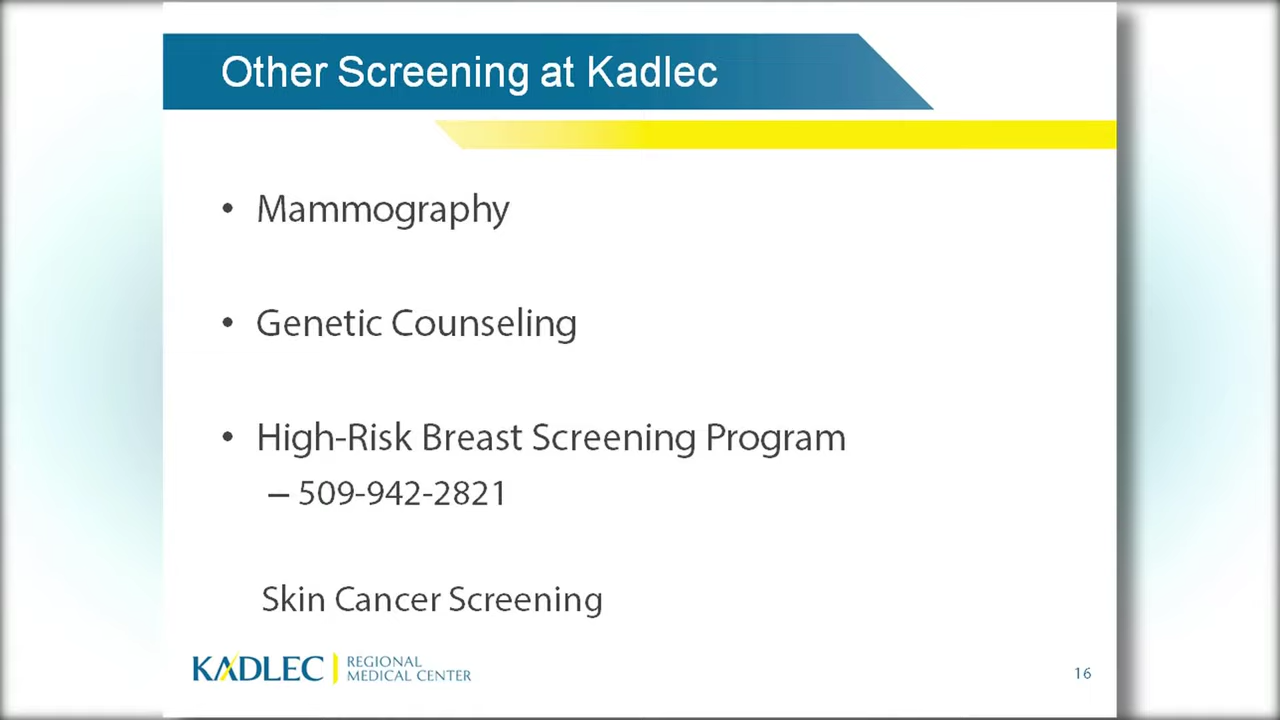 Other Screening at Kadlec
• Mammography
• Genetic Counseling
• High-Risk Breast Screening Program
– 509-942-2821
Skin Cancer Screening
KADLEC REGIONAL
MEDICAL CENTER
16